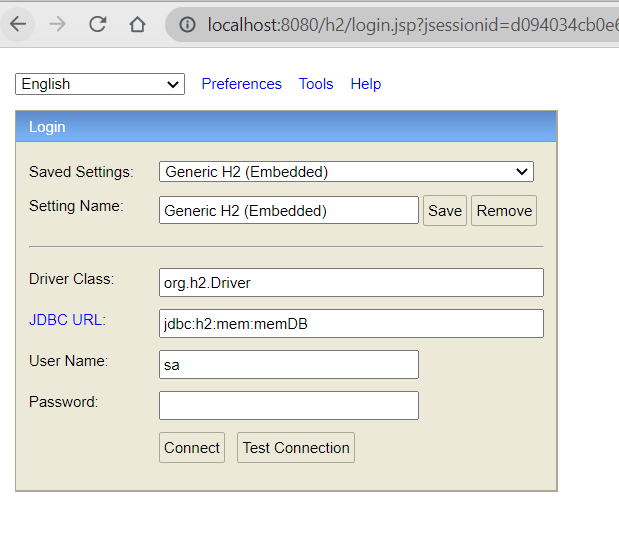 localhost:8080/h2/login.jsp?jsessionid=d094034cb0e6
English Preferences Tools Help
Login
Saved Settings: Generic H2 (Embedded)
Setting Name: Generic H2 (Embedded) Save Remove
Driver Class: org.h2.Driver
JDBC URL: jdbc:h2:mem:memDB
User Name: sa
Password:
Connect Test Connection